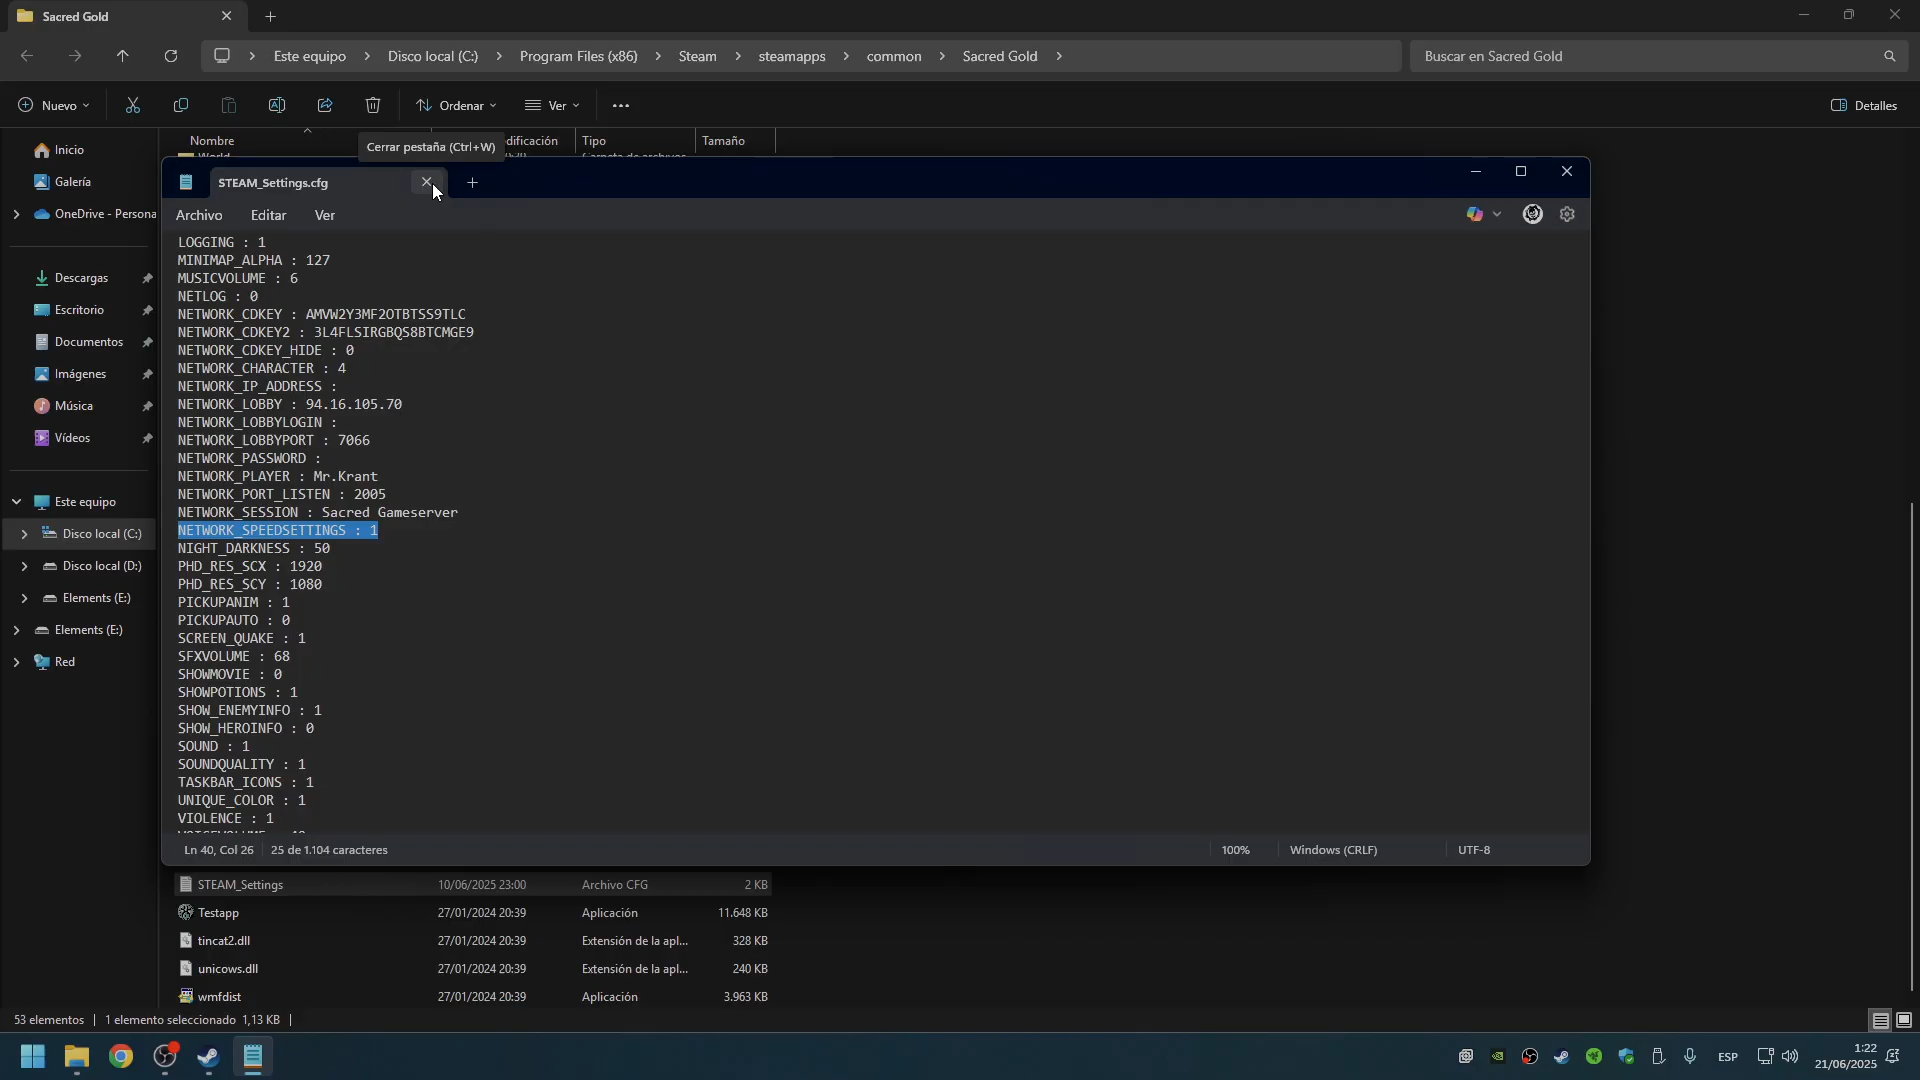 Sacred Gold
Este equipo
Disco local (C:)
Program Files (x86)
Steam
steamapps
common
Sacred Gold
Buscar en Sacred Gold
Nuevo
Ordenar
Ver
Detalles
Inicio
Galería
OneDrive - Persona
Descargas
Escritorio
Documentos
Imágenes
Música
Vídeos
Este equipo
Disco local (C:)
Disco local (D:)
Elements (E:)
Elements (E:)
Red
Nombre
dificación
Tipo
Tamaño
Cerrar pestaña (Ctrl+W)
STEAM_Settings.cfg
Archivo
Editar
Ver
LOGGING : 1
MINIMAP_ALPHA : 127
MUSICVOLUME : 6
NETLOG : 0
NETWORK_CDKEY : AMVW2Y3MF2OTBTSS9TLC
NETWORK_CDKEY2 : 3L4FLSIRGBQS8BTCMGE9
NETWORK_CDKEY_HIDE : 0
NETWORK_CHARACTER : 4
NETWORK_IP_ADDRESS :
NETWORK_LOBBY : 94.16.105.70
NETWORK_LOBBYLOGIN :
NETWORK_LOBBYPORT : 7066
NETWORK_PASSWORD :
NETWORK_PLAYER : Mr.Krant
NETWORK_PORT_LISTEN : 2005
NETWORK_SESSION : Sacred Gameserver
NETWORK_SPEEDSETTINGS : 1
NIGHT_DARKNESS : 50
PHD_RES_SCX : 1920
PHD_RES_SCY : 1080
PICKUPANIM : 1
PICKUPAUTO : 0
SCREEN_QUAKE : 1
SFXVOLUME : 68
SHOWMOVIE : 0
SHOWPOTIONS : 1
SHOW_ENEMYINFO : 1
SHOW_HEROINFO : 0
SOUND : 1
SOUNDQUALITY : 1
TASKBAR_ICONS : 1
UNIQUE_COLOR : 1
VIOLENCE : 1
Ln 40, Col 26
25 de 1.104 caracteres
100%
Windows (CRLF)
UTF-8
STEAM_Settings 10/06/2025 23:00 Archivo CFG 2 KB
Testapp 27/01/2024 20:39 Aplicación 11.648 KB
tincat2.dll 27/01/2024 20:39 Extensión de la apl... 328 KB
unicows.dll 27/01/2024 20:39 Extensión de la apl... 240 KB
wmfdist 27/01/2024 20:39 Aplicación 3.963 KB
53 elementos
1 elemento seleccionado 1,13 KB
ESP
1:22
21/06/2025